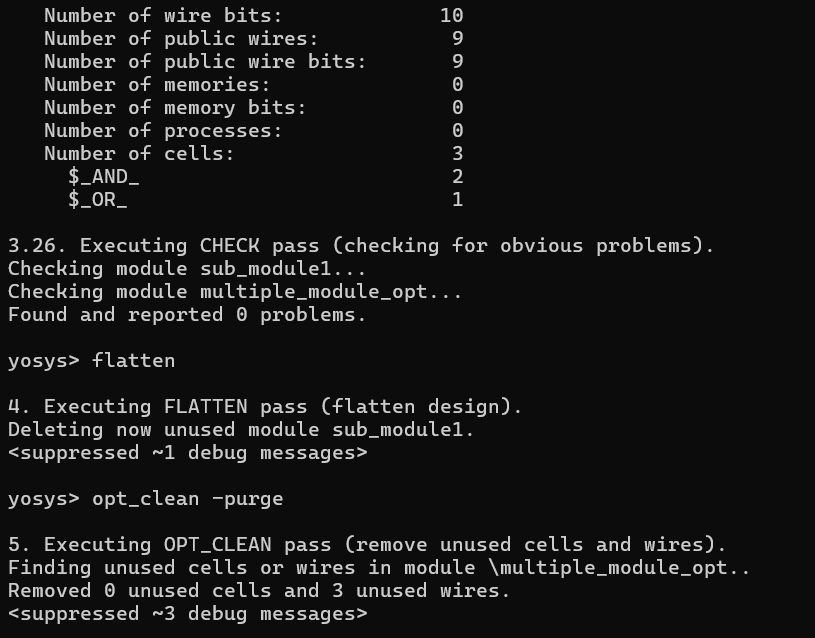 Number of wire bits: 10
Number of public wires: 9
Number of public wire bits: 9
Number of memories: 0
Number of memory bits: 0
Number of processes: 0
Number of cells: 3
$_AND_ 2
$_OR_ 1
3.26. Executing CHECK pass (checking for obvious problems).
Checking module sub_module1...
Checking module multiple_module_opt...
Found and reported 0 problems.
yosys> flatten
4. Executing FLATTEN pass (flatten design).
Deleting now unused module sub_module1.
<suppressed ~1 debug messages>
yosys> opt_clean -purge
5. Executing OPT_CLEAN pass (remove unused cells and wires).
Finding unused cells or wires in module \multiple_module_opt..
Removed 0 unused cells and 3 unused wires.
<suppressed ~3 debug messages>